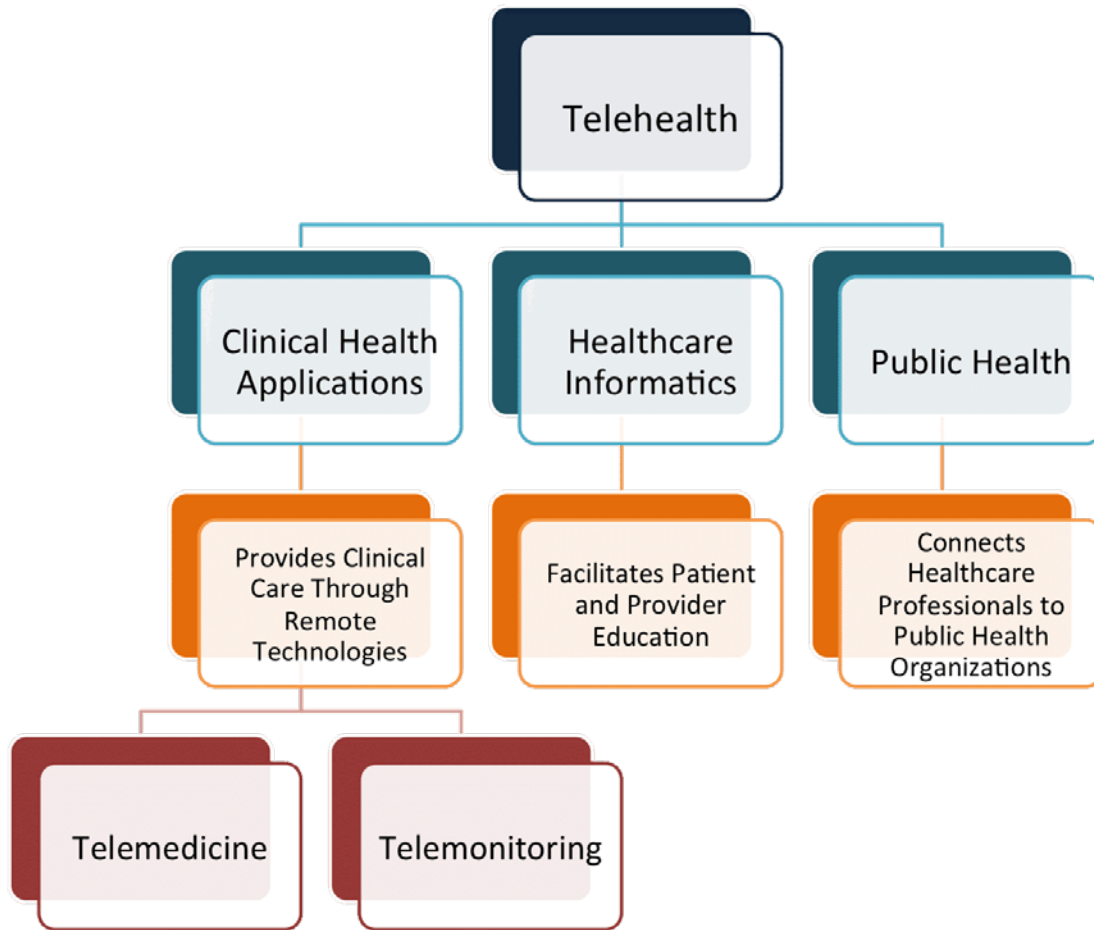 Telehealth
Clinical Health
Applications
Healthcare
Informatics
Public Health
Provides Clinical
Care Through
Remote
Technologies
Facilitates Patient
and Provider
Education
Connects
Healthcare
Professionals to
Public Health
Organizations
Telemedicine
Telemonitoring